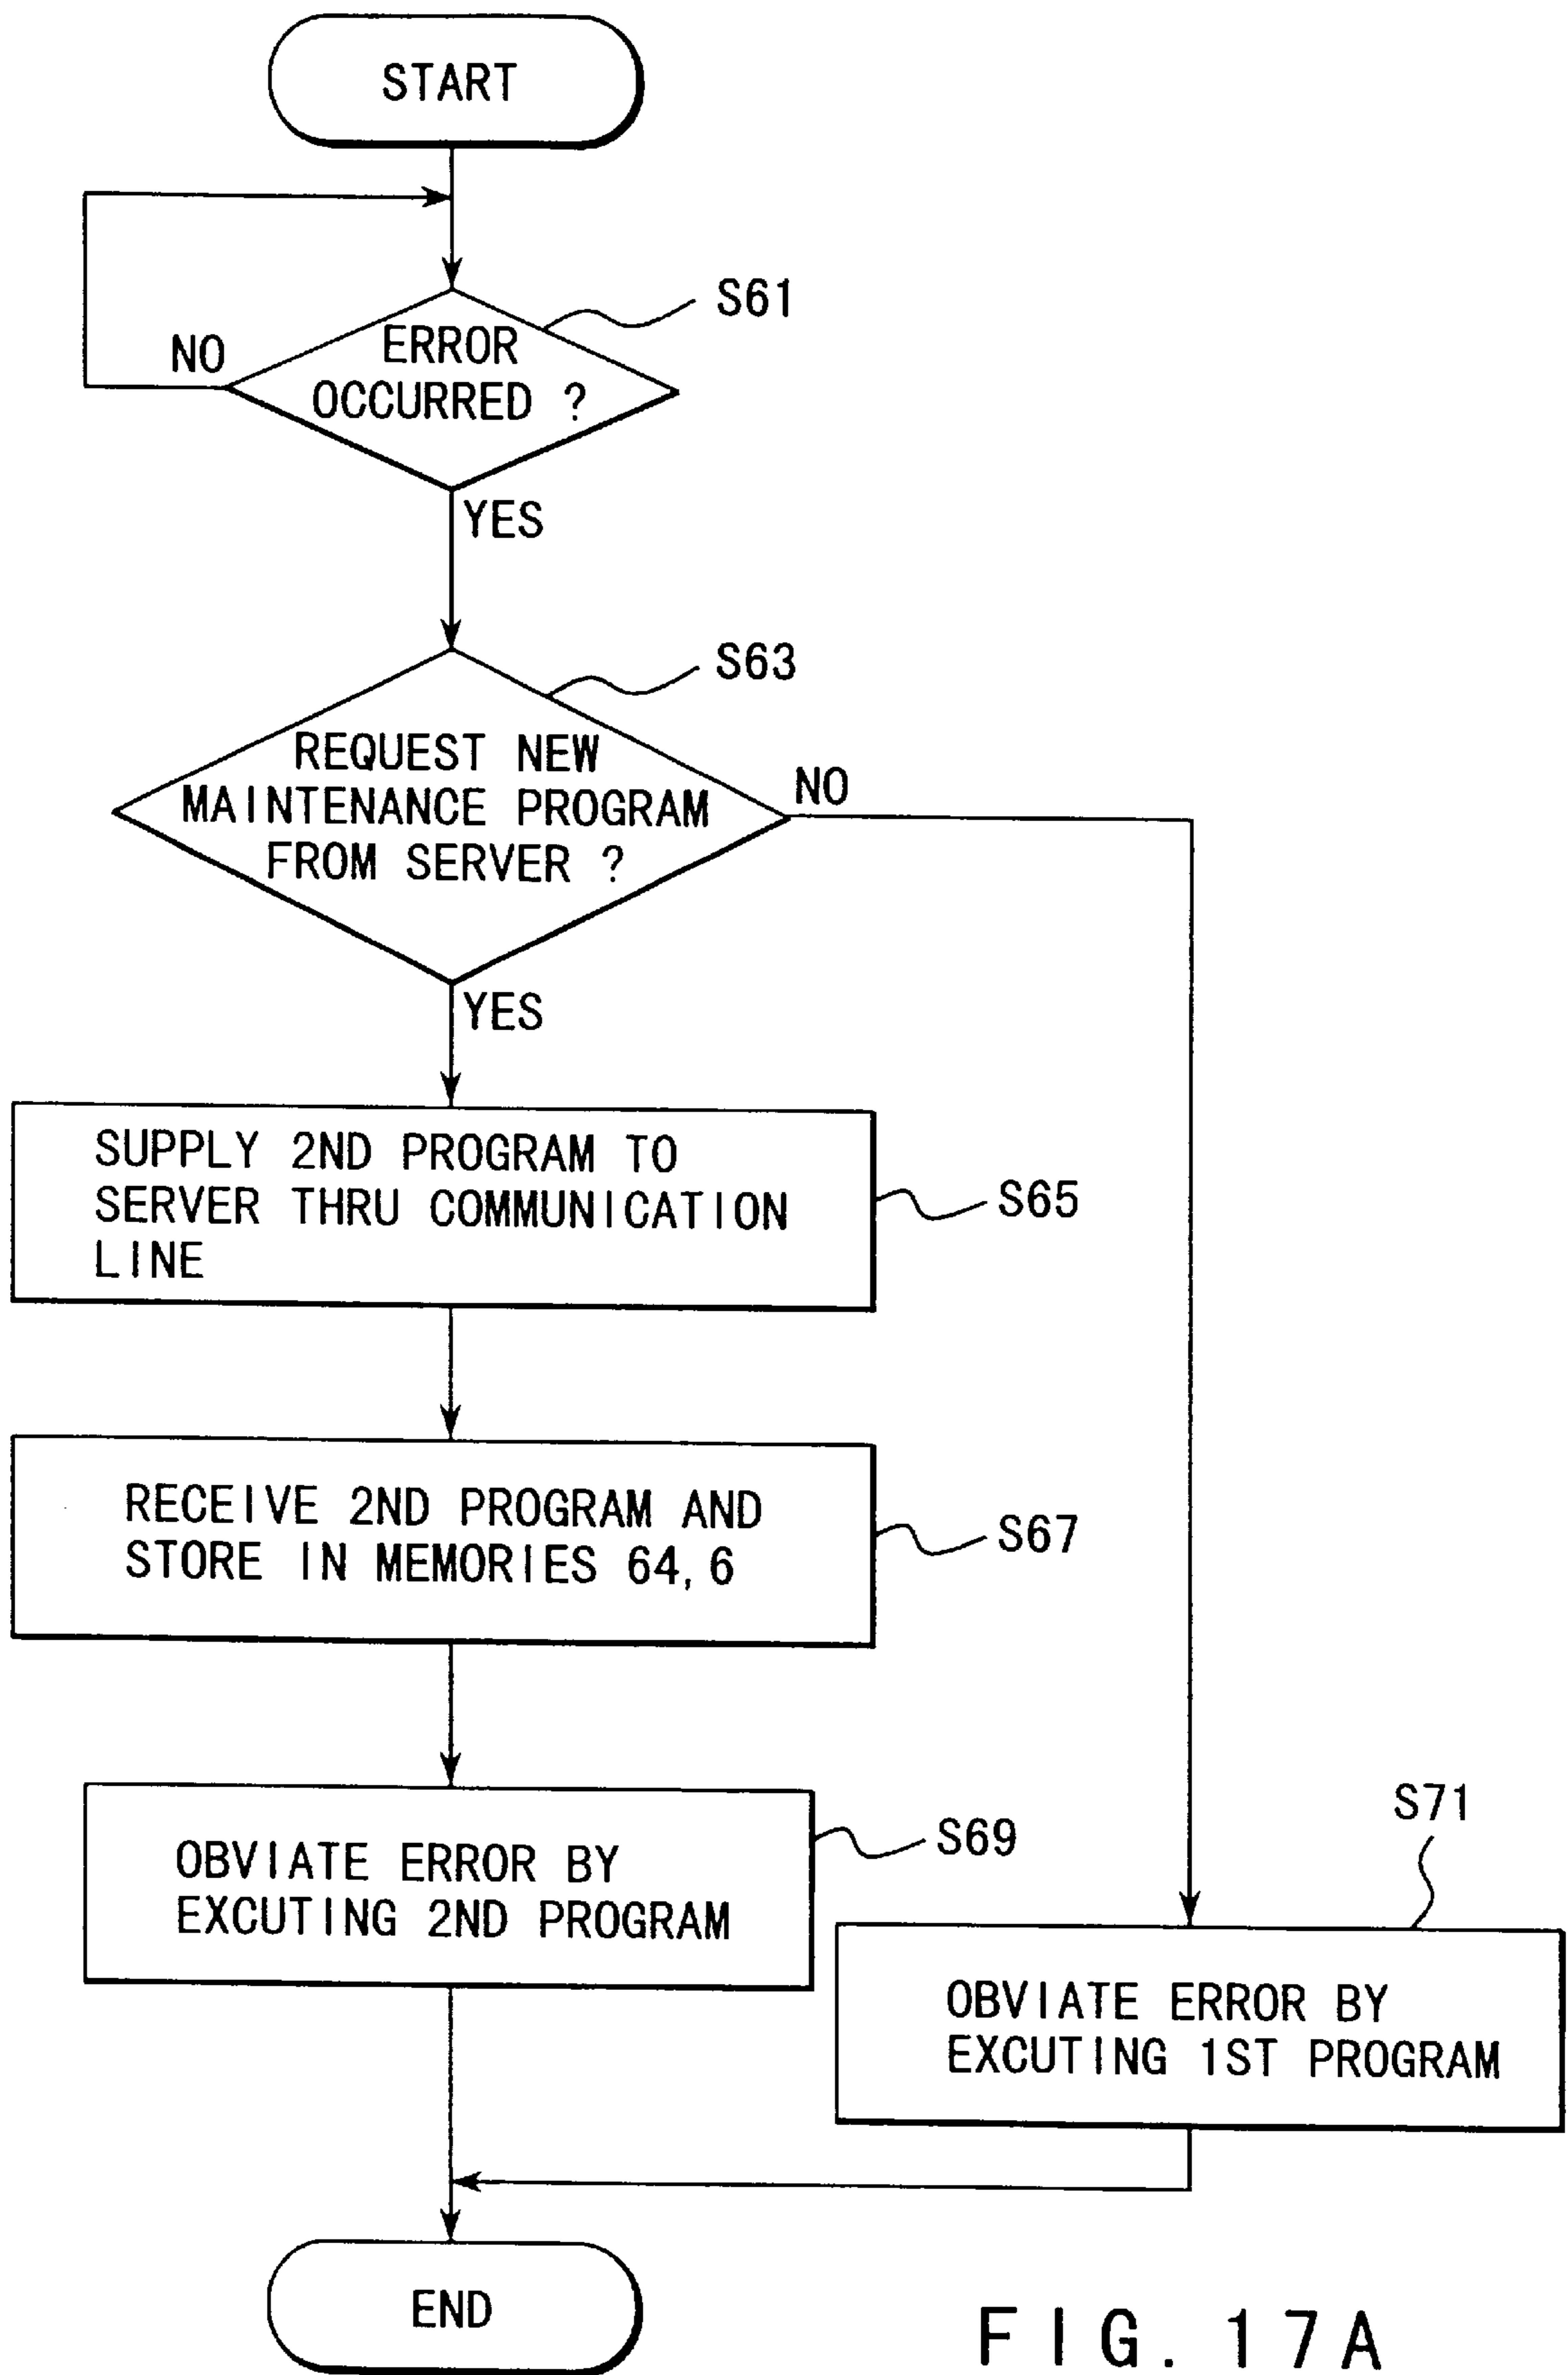 START
S61
NO
ERROR
OCCURRED ?
YES
S63
REQUEST NEW
MAINTENANCE PROGRAM
FROM SERVER ?
NO
YES
SUPPLY 2ND PROGRAM TO
SERVER THRU COMMUNICATION
LINE
S65
RECEIVE 2ND PROGRAM AND
STORE IN MEMORIES 64, 6
S67
OBVIATE ERROR BY
EXCUTING 2ND PROGRAM
S69
S71
OBVIATE ERROR BY
EXCUTING 1ST PROGRAM
END
FIG. 17A